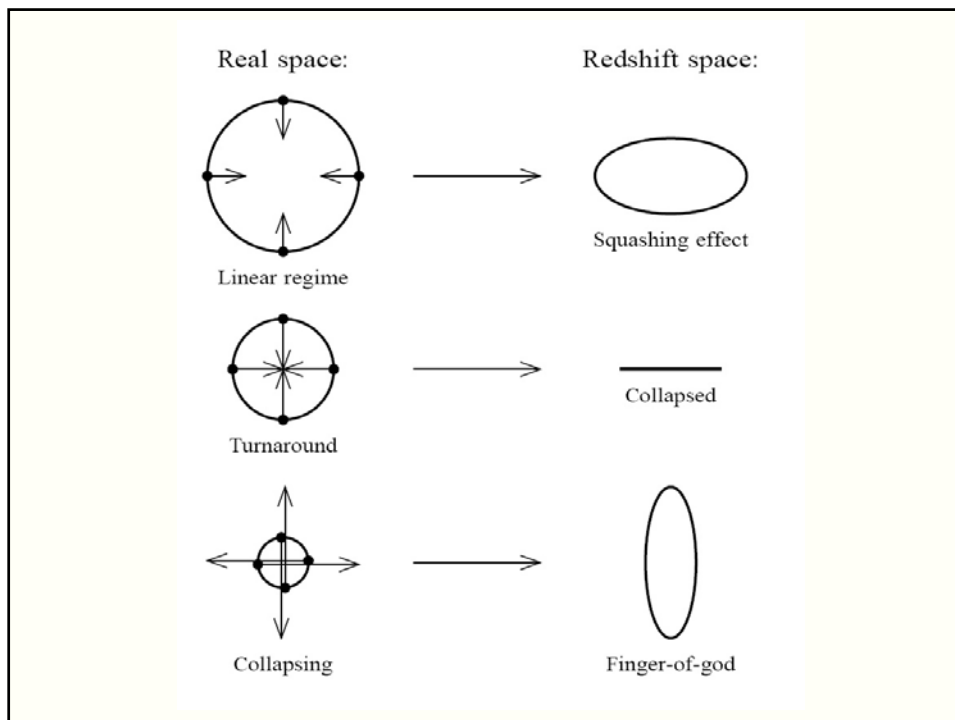 Real space:
Redshift space:
Squashing effect
Linear regime
Collapsed
Turnaround
Collapsing
Finger-of-god